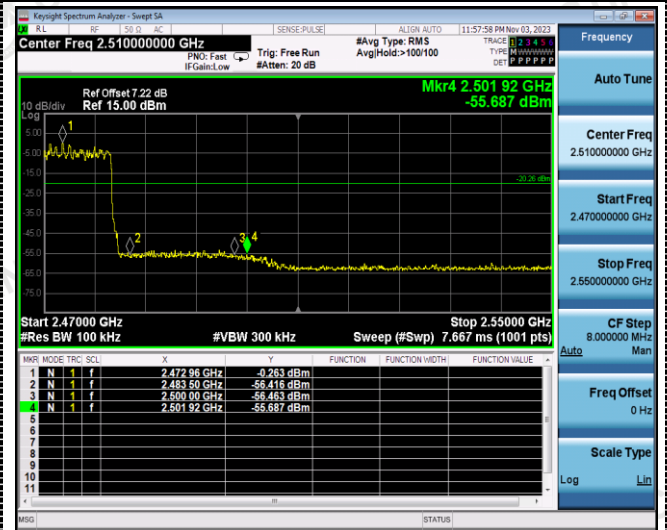 Keysight Spectrum Analyzer - Swept SA
RL RF 50 Ω AC SENSE:PULSE ALIGN AUTO 11:57:58 PM Nov 03, 2023
Center Freq 2.510000000 GHz #Avg Type: RMS TRACE 1 2 3 4 5 6
PNO: Fast Trig: Free Run Avg|Hold:>100/100 TYPE M W W W W W
IFGain:Low #Atten: 20 dB DET P P P P P P
Mkr4 2.501 92 GHz
-55.687 dBm
Ref Offset 7.22 dB
10 dB/div Ref 15.00 dBm
Log
5.00
-5.00
-15.0
-25.0
-35.0
-45.0
-55.0
-65.0
-75.0
1
2
3
4
-20.26 dBm
Start 2.47000 GHz Stop 2.55000 GHz
#Res BW 100 kHz #VBW 300 kHz Sweep (#Swp) 7.667 ms (1001 pts)
MKR MODE TRC SCL X Y FUNCTION FUNCTION WIDTH FUNCTION VALUE
1 N 1 f 2.472 96 GHz -0.263 dBm
2 N 1 f 2.483 50 GHz -56.416 dBm
3 N 1 f 2.500 00 GHz -56.463 dBm
4 N 1 f 2.501 92 GHz -55.687 dBm
5
6
7
8
9
10
11
MSG STATUS
Frequency
Auto Tune
Center Freq
2.510000000 GHz
Start Freq
2.470000000 GHz
Stop Freq
2.550000000 GHz
CF Step
8.000000 MHz
Auto Man
Freq Offset
0 Hz
Scale Type
Log Lin